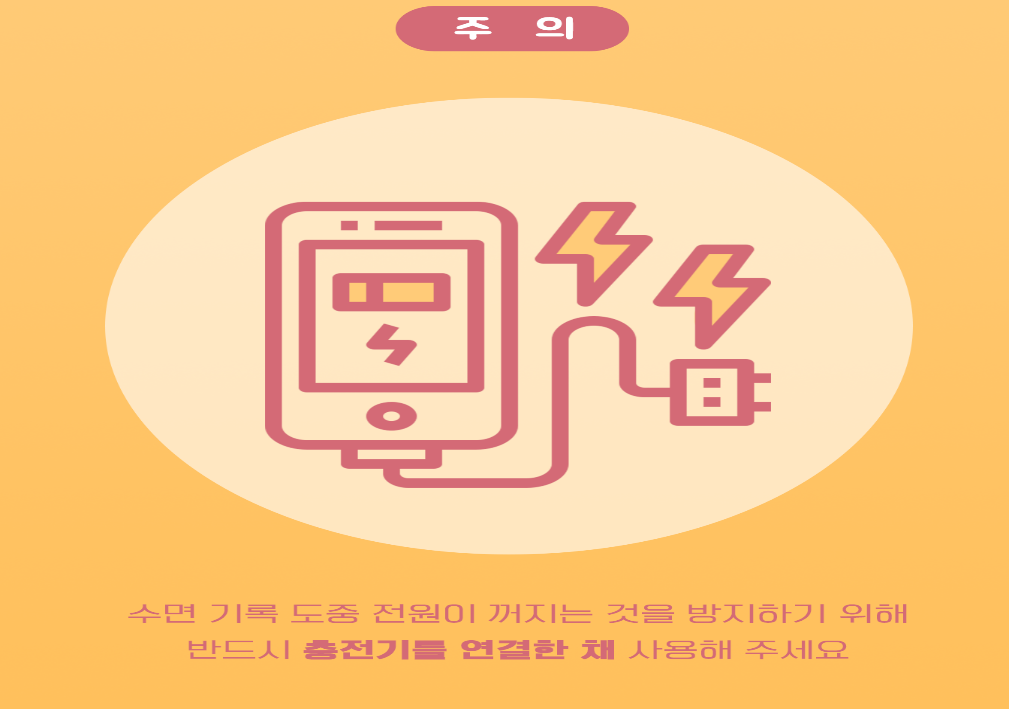 주 의
수면 기록 도중 전원이 꺼지는 것을 방지하기 위해
반드시 충전기를 연결한 채 사용해 주세요